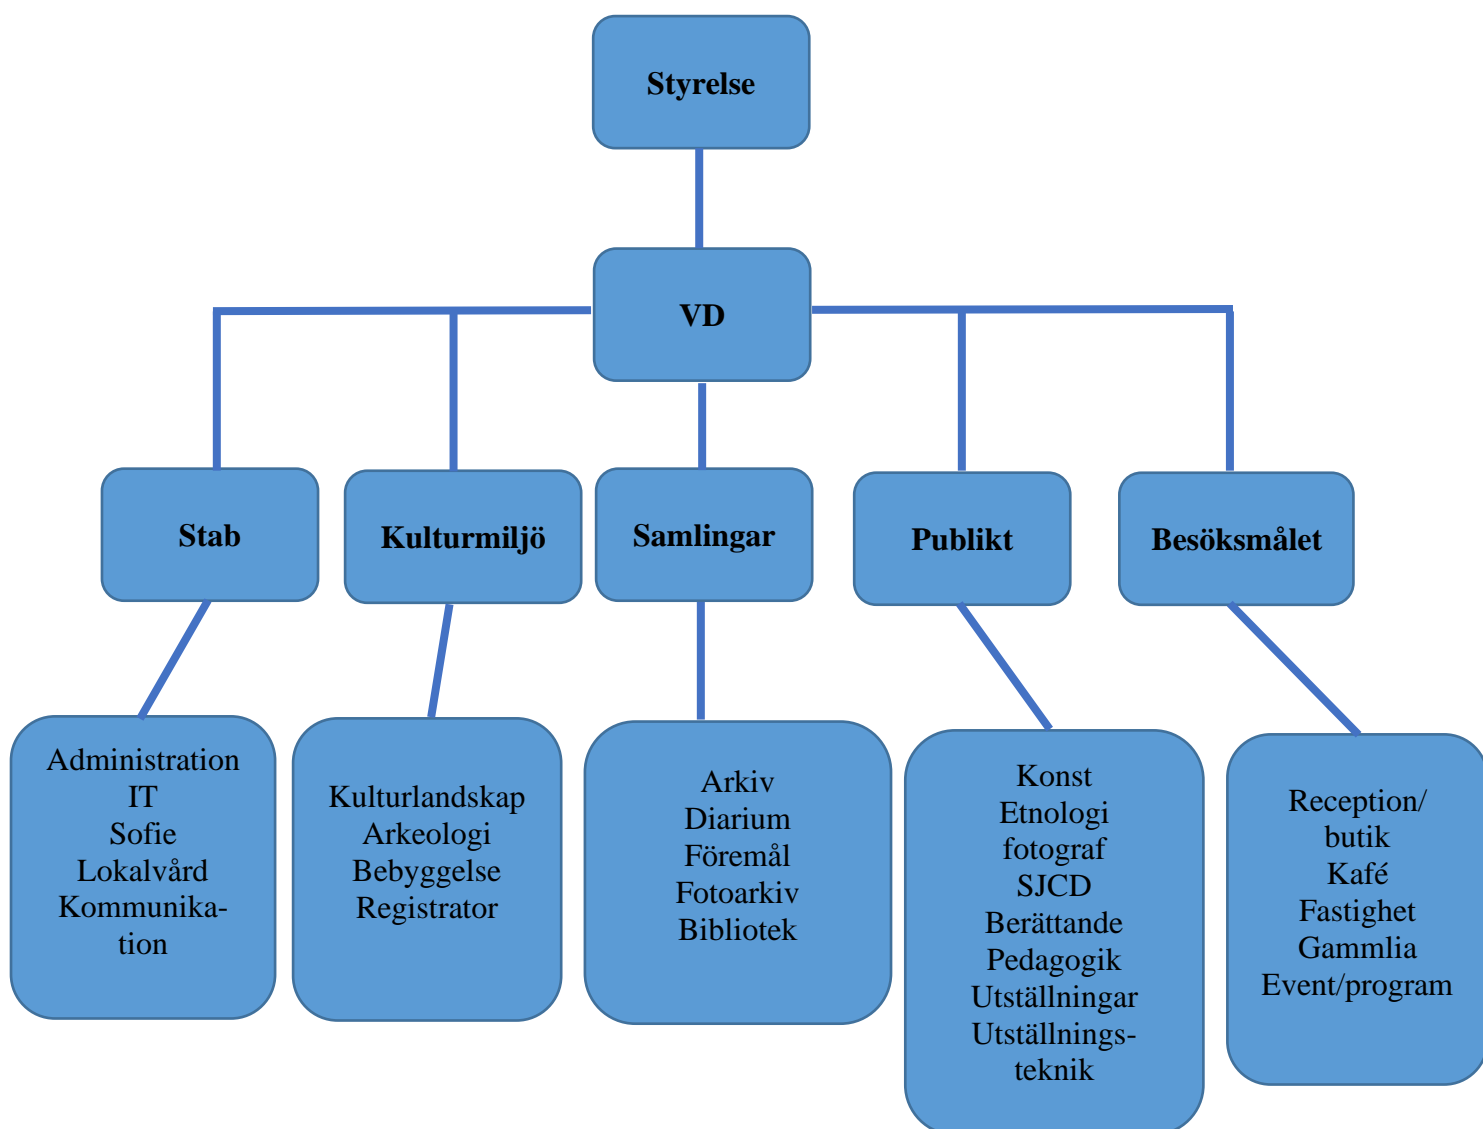 Styrelse
VD
Stab
Kulturmiljö
Samlingar
Publikt
Besöksmålet
Administration
IT
Sofie
Lokalvård
Kommunika-
tion
Kulturlandskap
Arkeologi
Bebyggelse
Registrator
Arkiv
Diarium
Föremål
Fotoarkiv
Bibliotek
Konst
Etnologi
fotograf
SJCD
Berättande
Pedagogik
Utställningar
Utställnings-
teknik
Reception/
butik
Kafé
Fastighet
Gammlia
Event/program